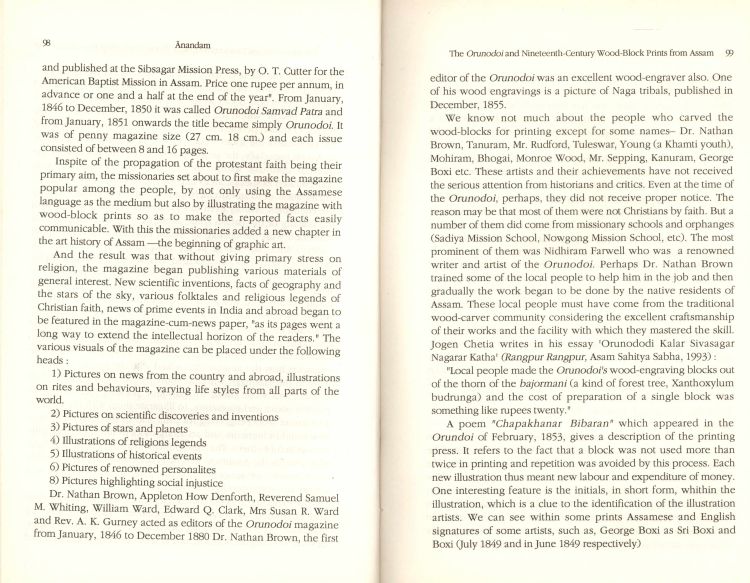 98
Ānandam
and published at the Sibsagar Mission Press, by O. T. Cutter for the
American Baptist Mission in Assam. Price one rupee per annum, in
advance or one and a half at the end of the year". From January,
1846 to December, 1850 it was called Orunodoi Samvad Patra and
from January, 1851 onwards the title became simply Orunodoi. It
was of penny magazine size (27 cm. 18 cm.) and each issue
consisted of between 8 and 16 pages.
Inspite of the propagation of the protestant faith being their
primary aim, the missionaries set about to first make the magazine
popular among the people, by not only using the Assamese
language as the medium but also by illustrating the magazine with
wood-block prints so as to make the reported facts easily
communicable. With this the missionaries added a new chapter in
the art history of Assam —the beginning of graphic art.
And the result was that without giving primary stress on
religion, the magazine began publishing various materials of
general interest. New scientific inventions, facts of geography and
the stars of the sky, various folktales and religious legends of
Christian faith, news of prime events in India and abroad began to
be featured in the magazine-cum-news paper, "as its pages went a
long way to extend the intellectual horizon of the readers." The
various visuals of the magazine can be placed under the following
heads :
1) Pictures on news from the country and abroad, illustrations
on rites and behaviours, varying life styles from all parts of the
world.
2) Pictures on scientific discoveries and inventions
3) Pictures of stars and planets
4) Illustrations of religions legends
5) Illustrations of historical events
6) Pictures of renowned personalites
8) Pictures highlighting social injustice
Dr. Nathan Brown, Appleton How Denforth, Reverend Samuel
M. Whiting, William Ward, Edward Q. Clark, Mrs Susan R. Ward
and Rev. A. K. Gurney acted as editors of the Orunodoi magazine
from January, 1846 to December 1880 Dr. Nathan Brown, the first
The Orunodoi and Nineteenth-Century Wood-Block Prints from Assam 99
editor of the Orunodoi was an excellent wood-engraver also. One
of his wood engravings is a picture of Naga tribals, published in
December, 1855.
We know not much about the people who carved the
wood-blocks for printing except for some names– Dr. Nathan
Brown, Tanuram, Mr. Rudford, Tuleswar, Young (a Khamti youth),
Mohiram, Bhogai, Monroe Wood, Mr. Sepping, Kanuram, George
Boxi etc. These artists and their achievements have not received
the serious attention from historians and critics. Even at the time of
the Orunodoi, perhaps, they did not receive proper notice. The
reason may be that most of them were not Christians by faith. But a
number of them did come from missionary schools and orphanges
(Sadiya Mission School, Nowgong Mission School, etc). The most
prominent of them was Nidhiram Farwell who was a renowned
writer and artist of the Orunodoi. Perhaps Dr. Nathan Brown
trained some of the local people to help him in the job and then
gradually the work began to be done by the native residents of
Assam. These local people must have come from the traditional
wood-carver community considering the excellent craftsmanship
of their works and the facility with which they mastered the skill.
Jogen Chetia writes in his essay 'Orunododi Kalar Sivasagar
Nagarar Katha' (Rangpur Rangpur, Asam Sahitya Sabha, 1993) :
"Local people made the Orunodoi's wood-engraving blocks out
of the thorn of the bajormani (a kind of forest tree, Xanthoxylum
budrunga) and the cost of preparation of a single block was
something like rupees twenty."
A poem "Chapakhanar Bibaran" which appeared in the
Orundoi of February, 1853, gives a description of the printing
press. It refers to the fact that a block was not used more than
twice in printing and repetition was avoided by this process. Each
new illustration thus meant new labour and expenditure of money.
One interesting feature is the initials, in short form, whithin the
illustration, which is a clue to the identification of the illustration
artists. We can see within some prints Assamese and English
signatures of some artists, such as, George Boxi as Sri Boxi and
Boxi (July 1849 and in June 1849 respectively)